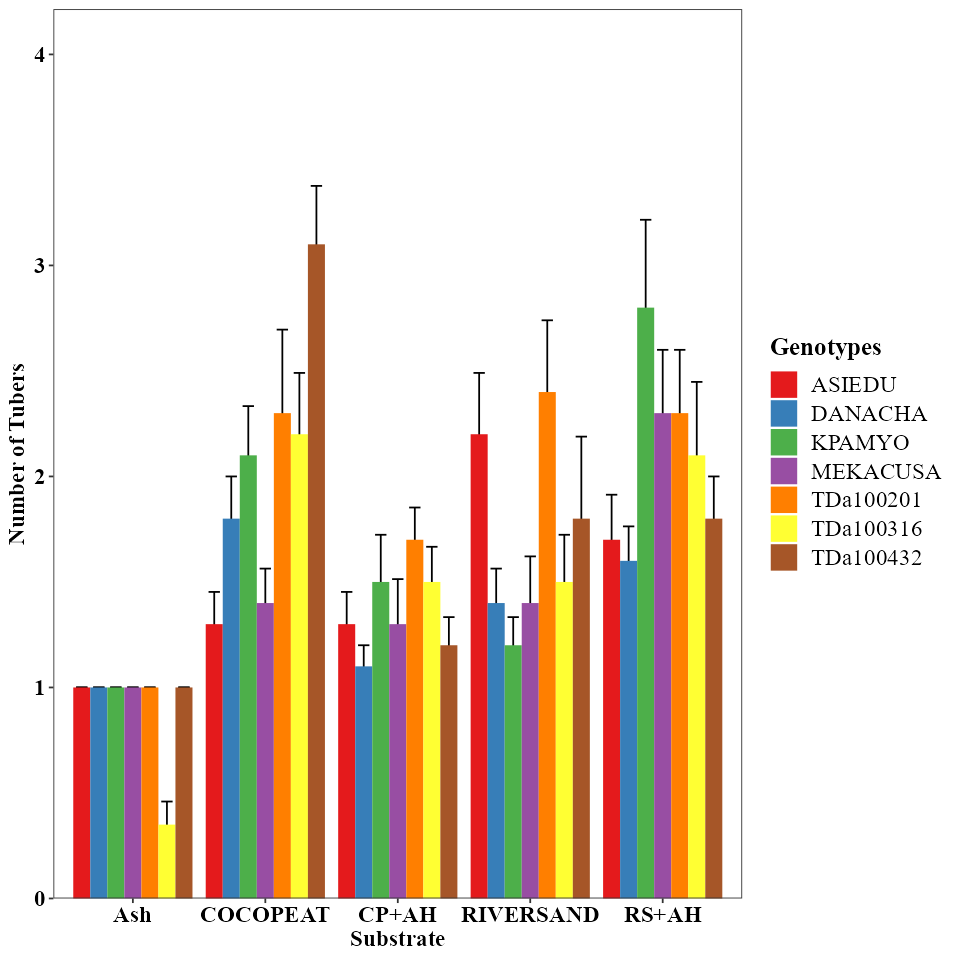 Number of Tubers
4
3
2
1
0
Ash
COCOPEAT
CP+AH
RIVERSAND
RS+AH
Substrate
Genotypes
ASIEDU
DANACHA
KPAMYO
MEKACUSA
TDa100201
TDa100316
TDa100432